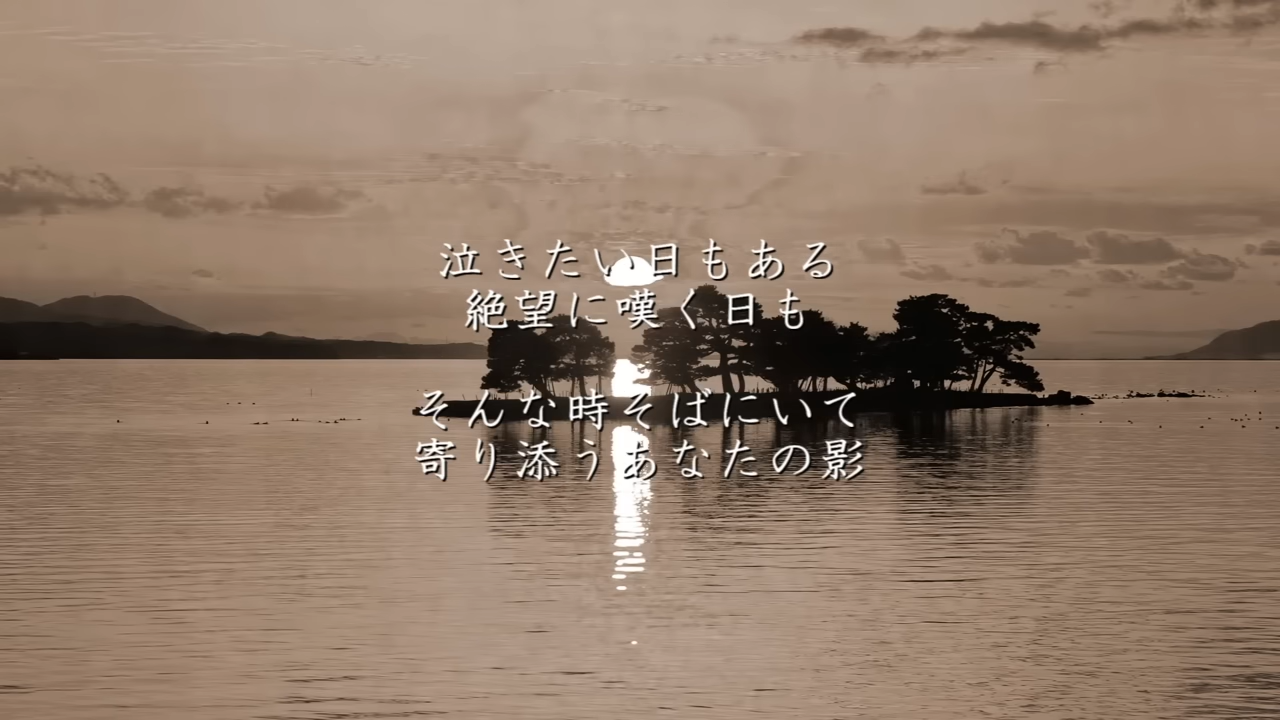 泣きたい日もある
絶望に嘆く日も
そんな時そばにいて
寄り添うあなたの影